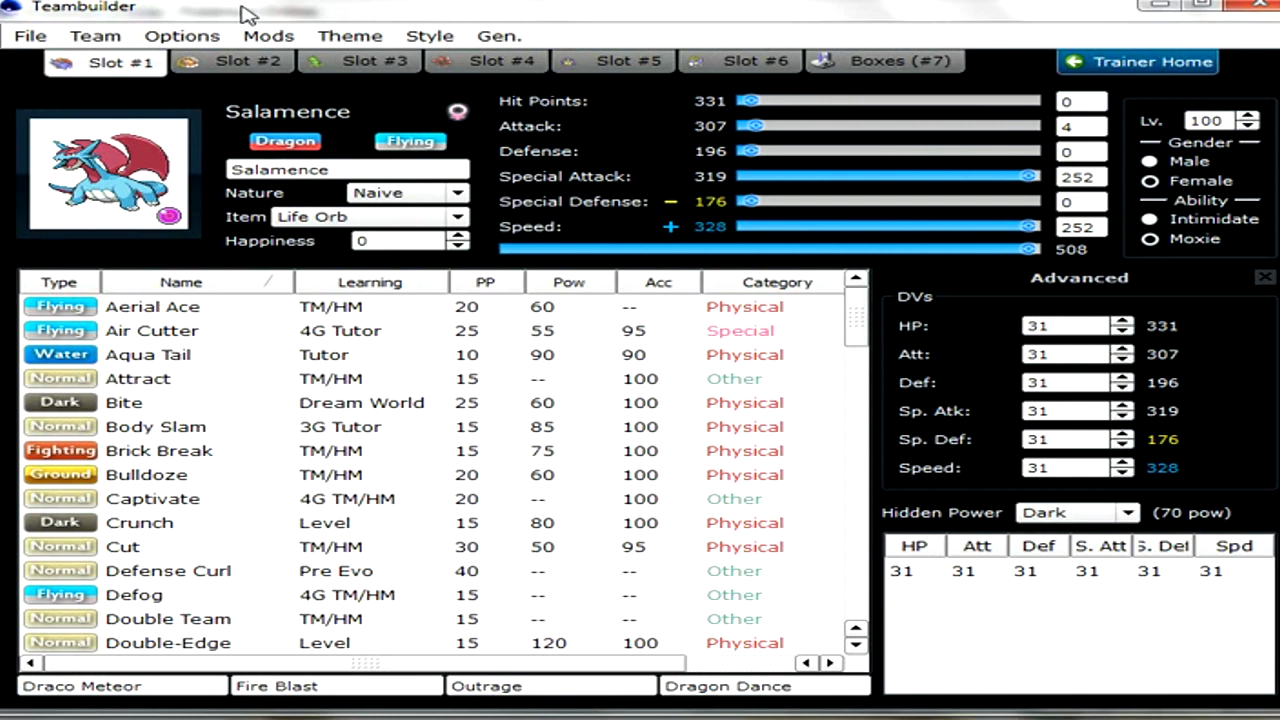 Teambuilder
File Team Options Mods Theme Style Gen.
Slot #1 Slot #2 Slot #3 Slot #4 Slot #5 Slot #6 Boxes (#7) Trainer Home
Salamence
Dragon Flying
Salamence
Nature Naive
Item Life Orb
Happiness 0
Hit Points: 331 0
Attack: 307 4
Defense: 196 0
Special Attack: 319 252
Special Defense: - 176 0
Speed: + 328 252
508
Lv. 100
Gender
Male
Female
Ability
Intimidate
Moxie
Type Name Learning PP Pow Acc Category
Flying Aerial Ace TM/HM 20 60 -- Physical
Flying Air Cutter 4G Tutor 25 55 95 Special
Water Aqua Tail Tutor 10 90 90 Physical
Normal Attract TM/HM 15 -- 100 Other
Dark Bite Dream World 25 60 100 Physical
Normal Body Slam 3G Tutor 15 85 100 Physical
Fighting Brick Break TM/HM 15 75 100 Physical
Ground Bulldoze TM/HM 20 60 100 Physical
Normal Captivate 4G TM/HM 20 -- 100 Other
Dark Crunch Level 15 80 100 Physical
Normal Cut TM/HM 30 50 95 Physical
Normal Defense Curl Pre Evo 40 -- -- Other
Flying Defog 4G TM/HM 15 -- -- Other
Normal Double Team TM/HM 15 -- -- Other
Normal Double-Edge Level 15 120 100 Physical
Draco Meteor Fire Blast Outrage Dragon Dance
Advanced
DVs
HP: 31 331
Att: 31 307
Def: 31 196
Sp. Atk: 31 319
Sp. Def: 31 176
Speed: 31 328
Hidden Power Dark (70 pow)
HP Att Def S. Att S. Def Spd
31 31 31 31 31 31